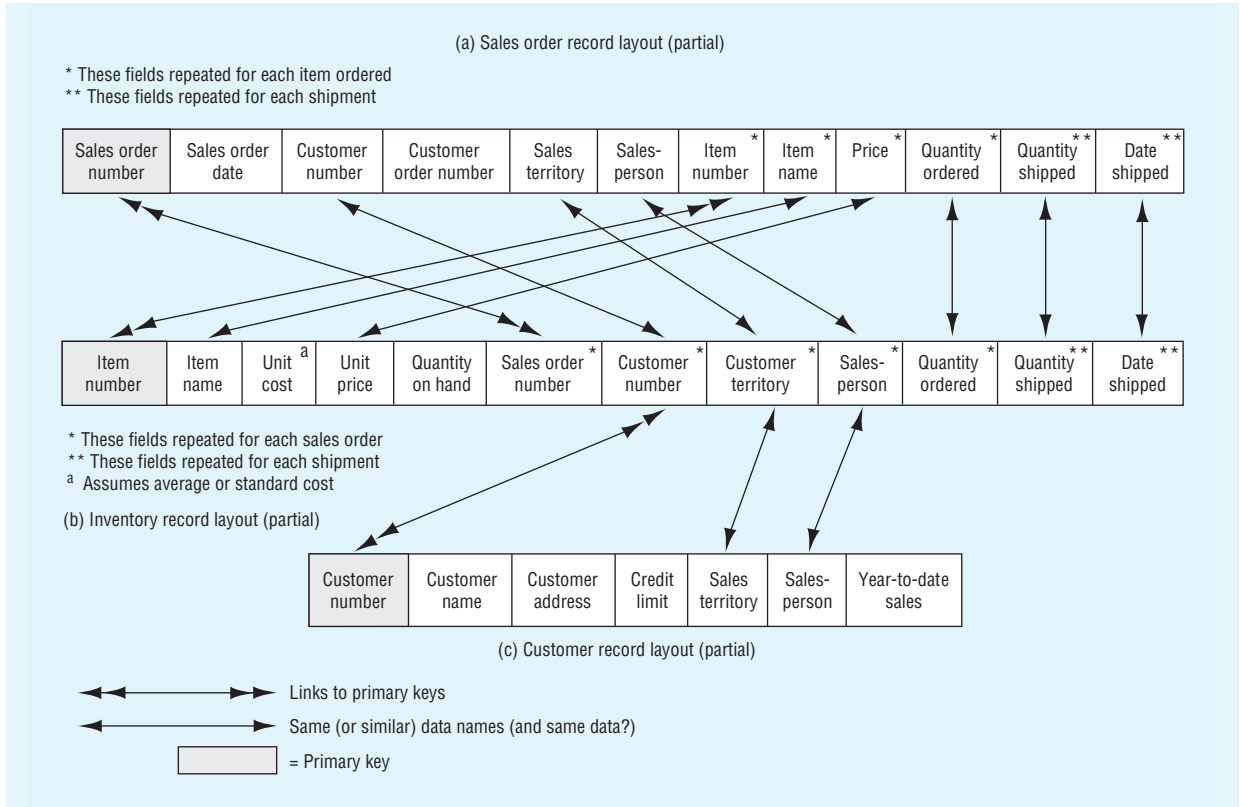 (a) Sales order record layout (partial)
* These fields repeated for each item ordered
** These fields repeated for each shipment
Sales order number
Sales order date
Customer number
Customer order number
Sales territory
Sales-person
Item number *
Item name *
Price *
Quantity ordered *
Quantity shipped **
Date shipped **
Item number
Item name
Unit cost a
Unit price
Quantity on hand
Sales order number *
Customer number *
Customer territory *
Sales-person *
Quantity ordered *
Quantity shipped **
Date shipped **
* These fields repeated for each sales order
** These fields repeated for each shipment
a Assumes average or standard cost
(b) Inventory record layout (partial)
Customer number
Customer name
Customer address
Credit limit
Sales territory
Sales-person
Year-to-date sales
(c) Customer record layout (partial)
Links to primary keys
Same (or similar) data names (and same data?)
= Primary key